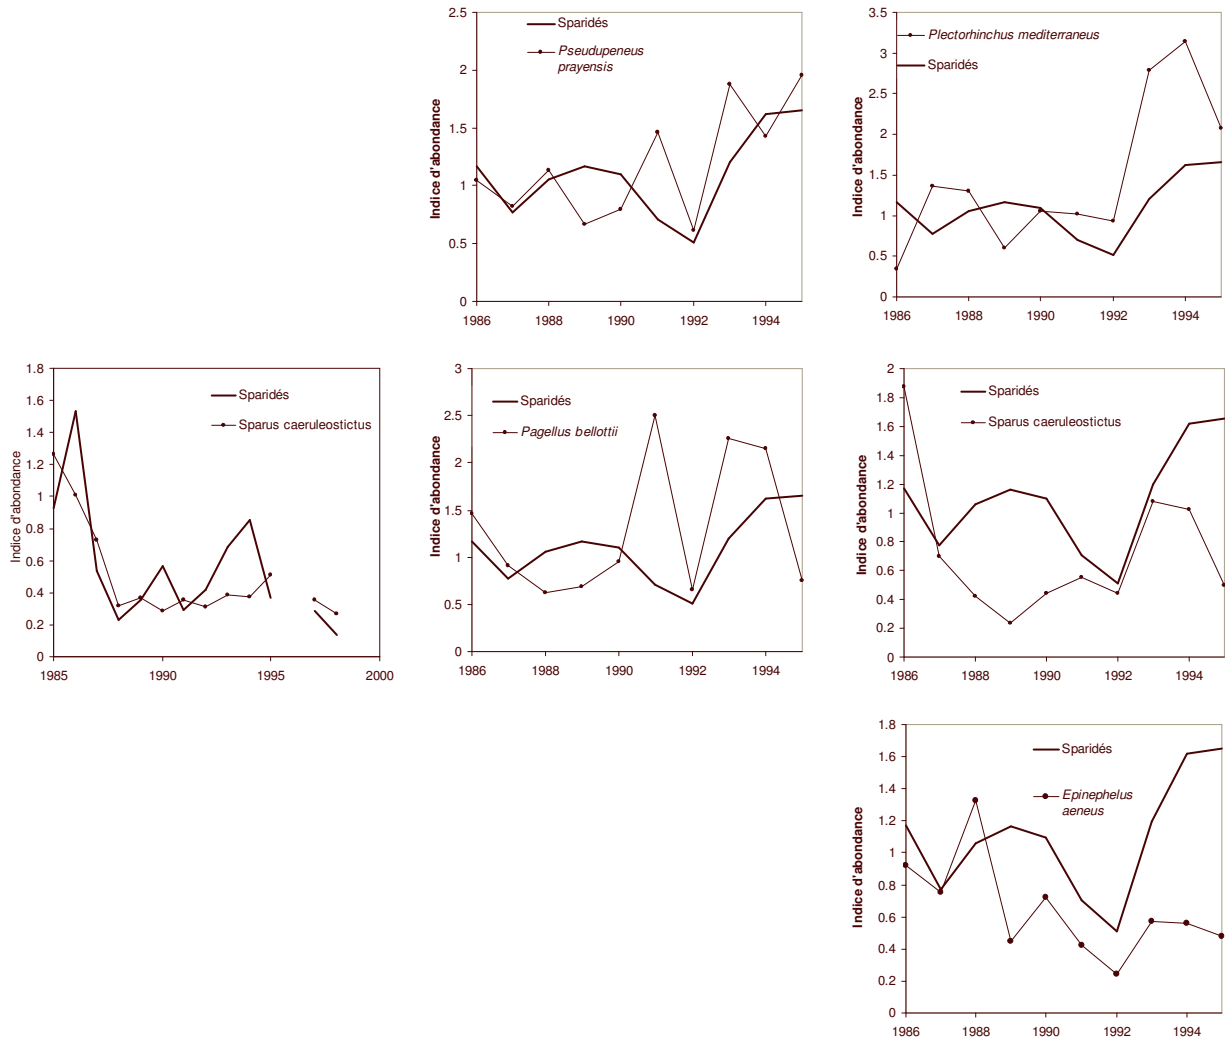 2.5
2
1.5
1
0.5
0
Indice d'abondance
Sparidés
Pseudupeneus
prayensis
1986 1988 1990 1992 1994
3.5
3
2.5
2
1.5
1
0.5
0
Indice d'abondance
Plectorhinchus mediterraneus
Sparidés
1986 1988 1990 1992 1994
1.8
1.6
1.4
1.2
1
0.8
0.6
0.4
0.2
0
Indice d'abondance
Sparidés
Sparus caeruleostictus
1985 1990 1995 2000
3
2.5
2
1.5
1
0.5
0
Indice d'abondance
Sparidés
Pagellus bellottii
1986 1988 1990 1992 1994
2
1.8
1.6
1.4
1.2
1
0.8
0.6
0.4
0.2
0
Indice d'abondance
Sparidés
Sparus caeruleostictus
1986 1988 1990 1992 1994
1.8
1.6
1.4
1.2
1
0.8
0.6
0.4
0.2
0
Indice d'abondance
Sparidés
Epinephelus
aeneus
1986 1988 1990 1992 1994